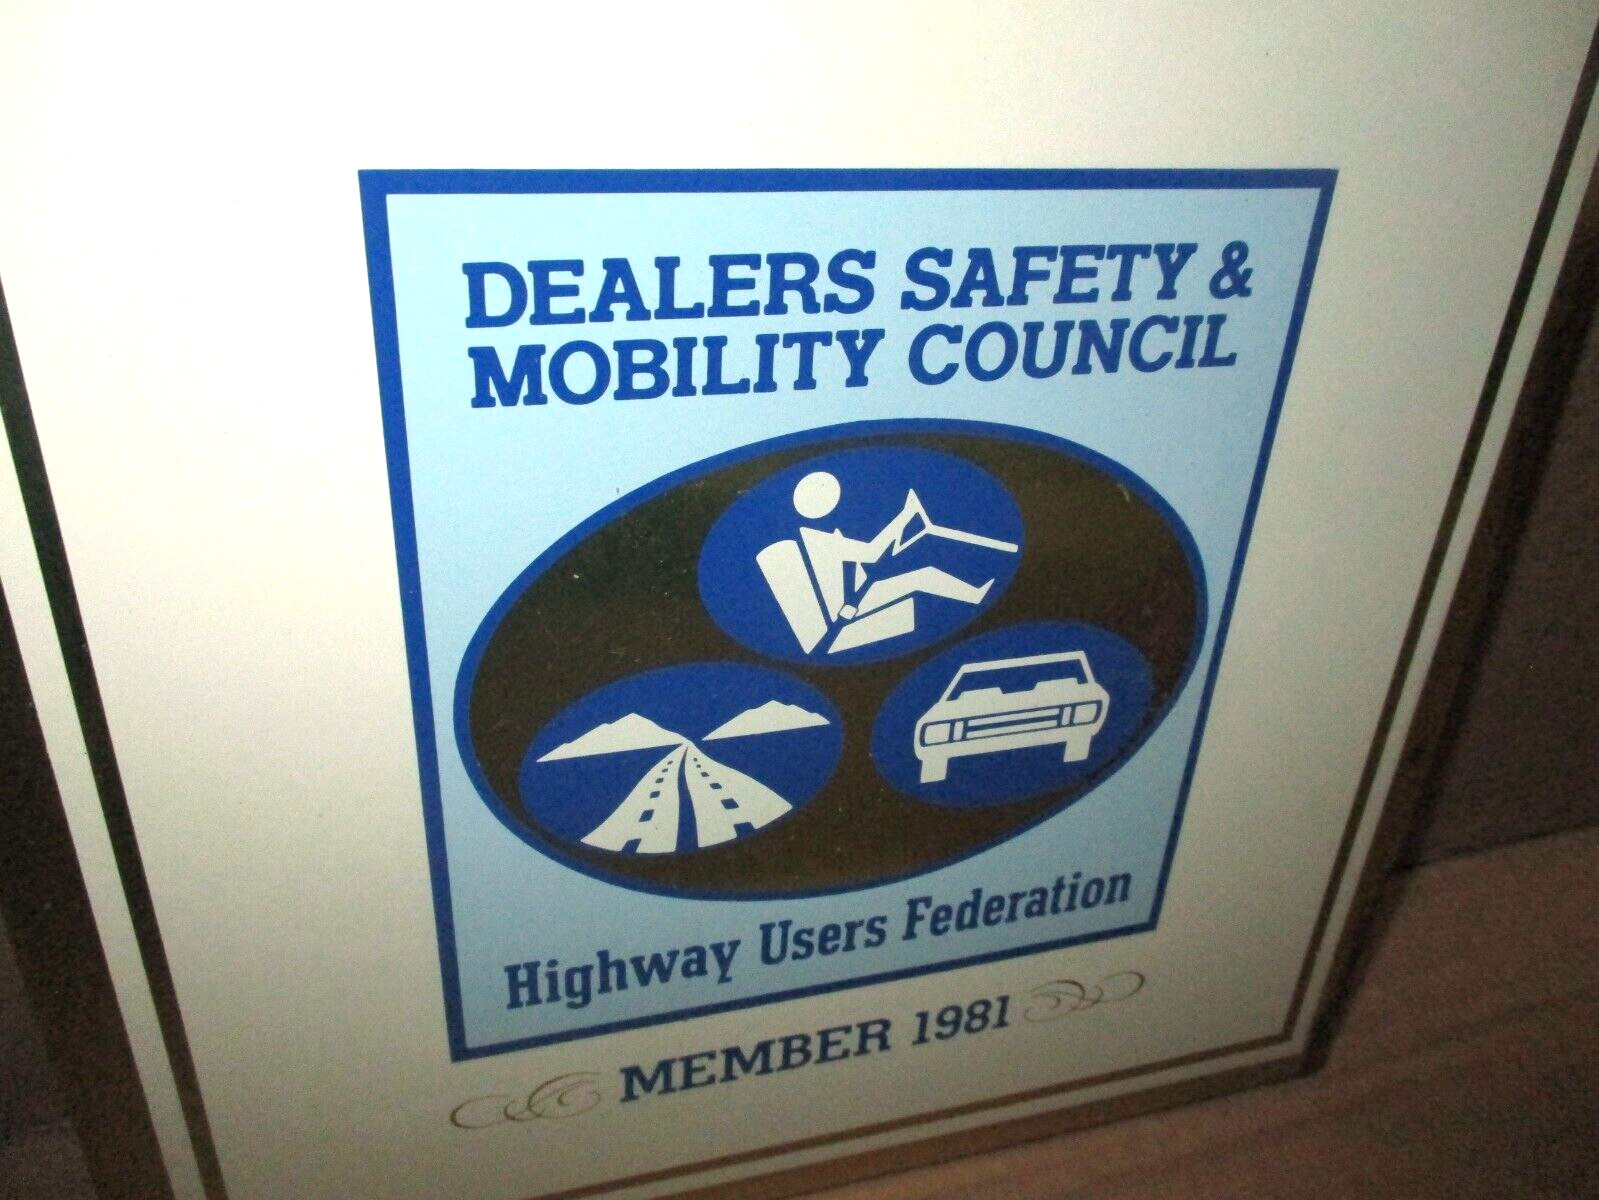 DEALERS SAFETY &
MOBILITY COUNCIL
Highway Users Federation
MEMBER 1981